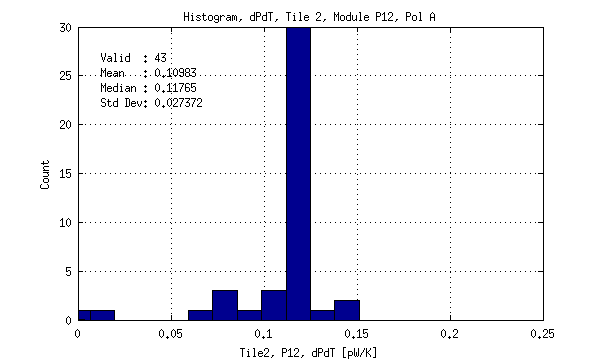 Histogram, dPdT, Tile 2, Module P12, Pol A
30
25
20
15
10
5
0
Count
Valid : 43
Mean : 0.10983
Median : 0.11765
Std Dev: 0.027372
0 0.05 0.1 0.15 0.2 0.25
Tile2, P12, dPdT [pW/K]